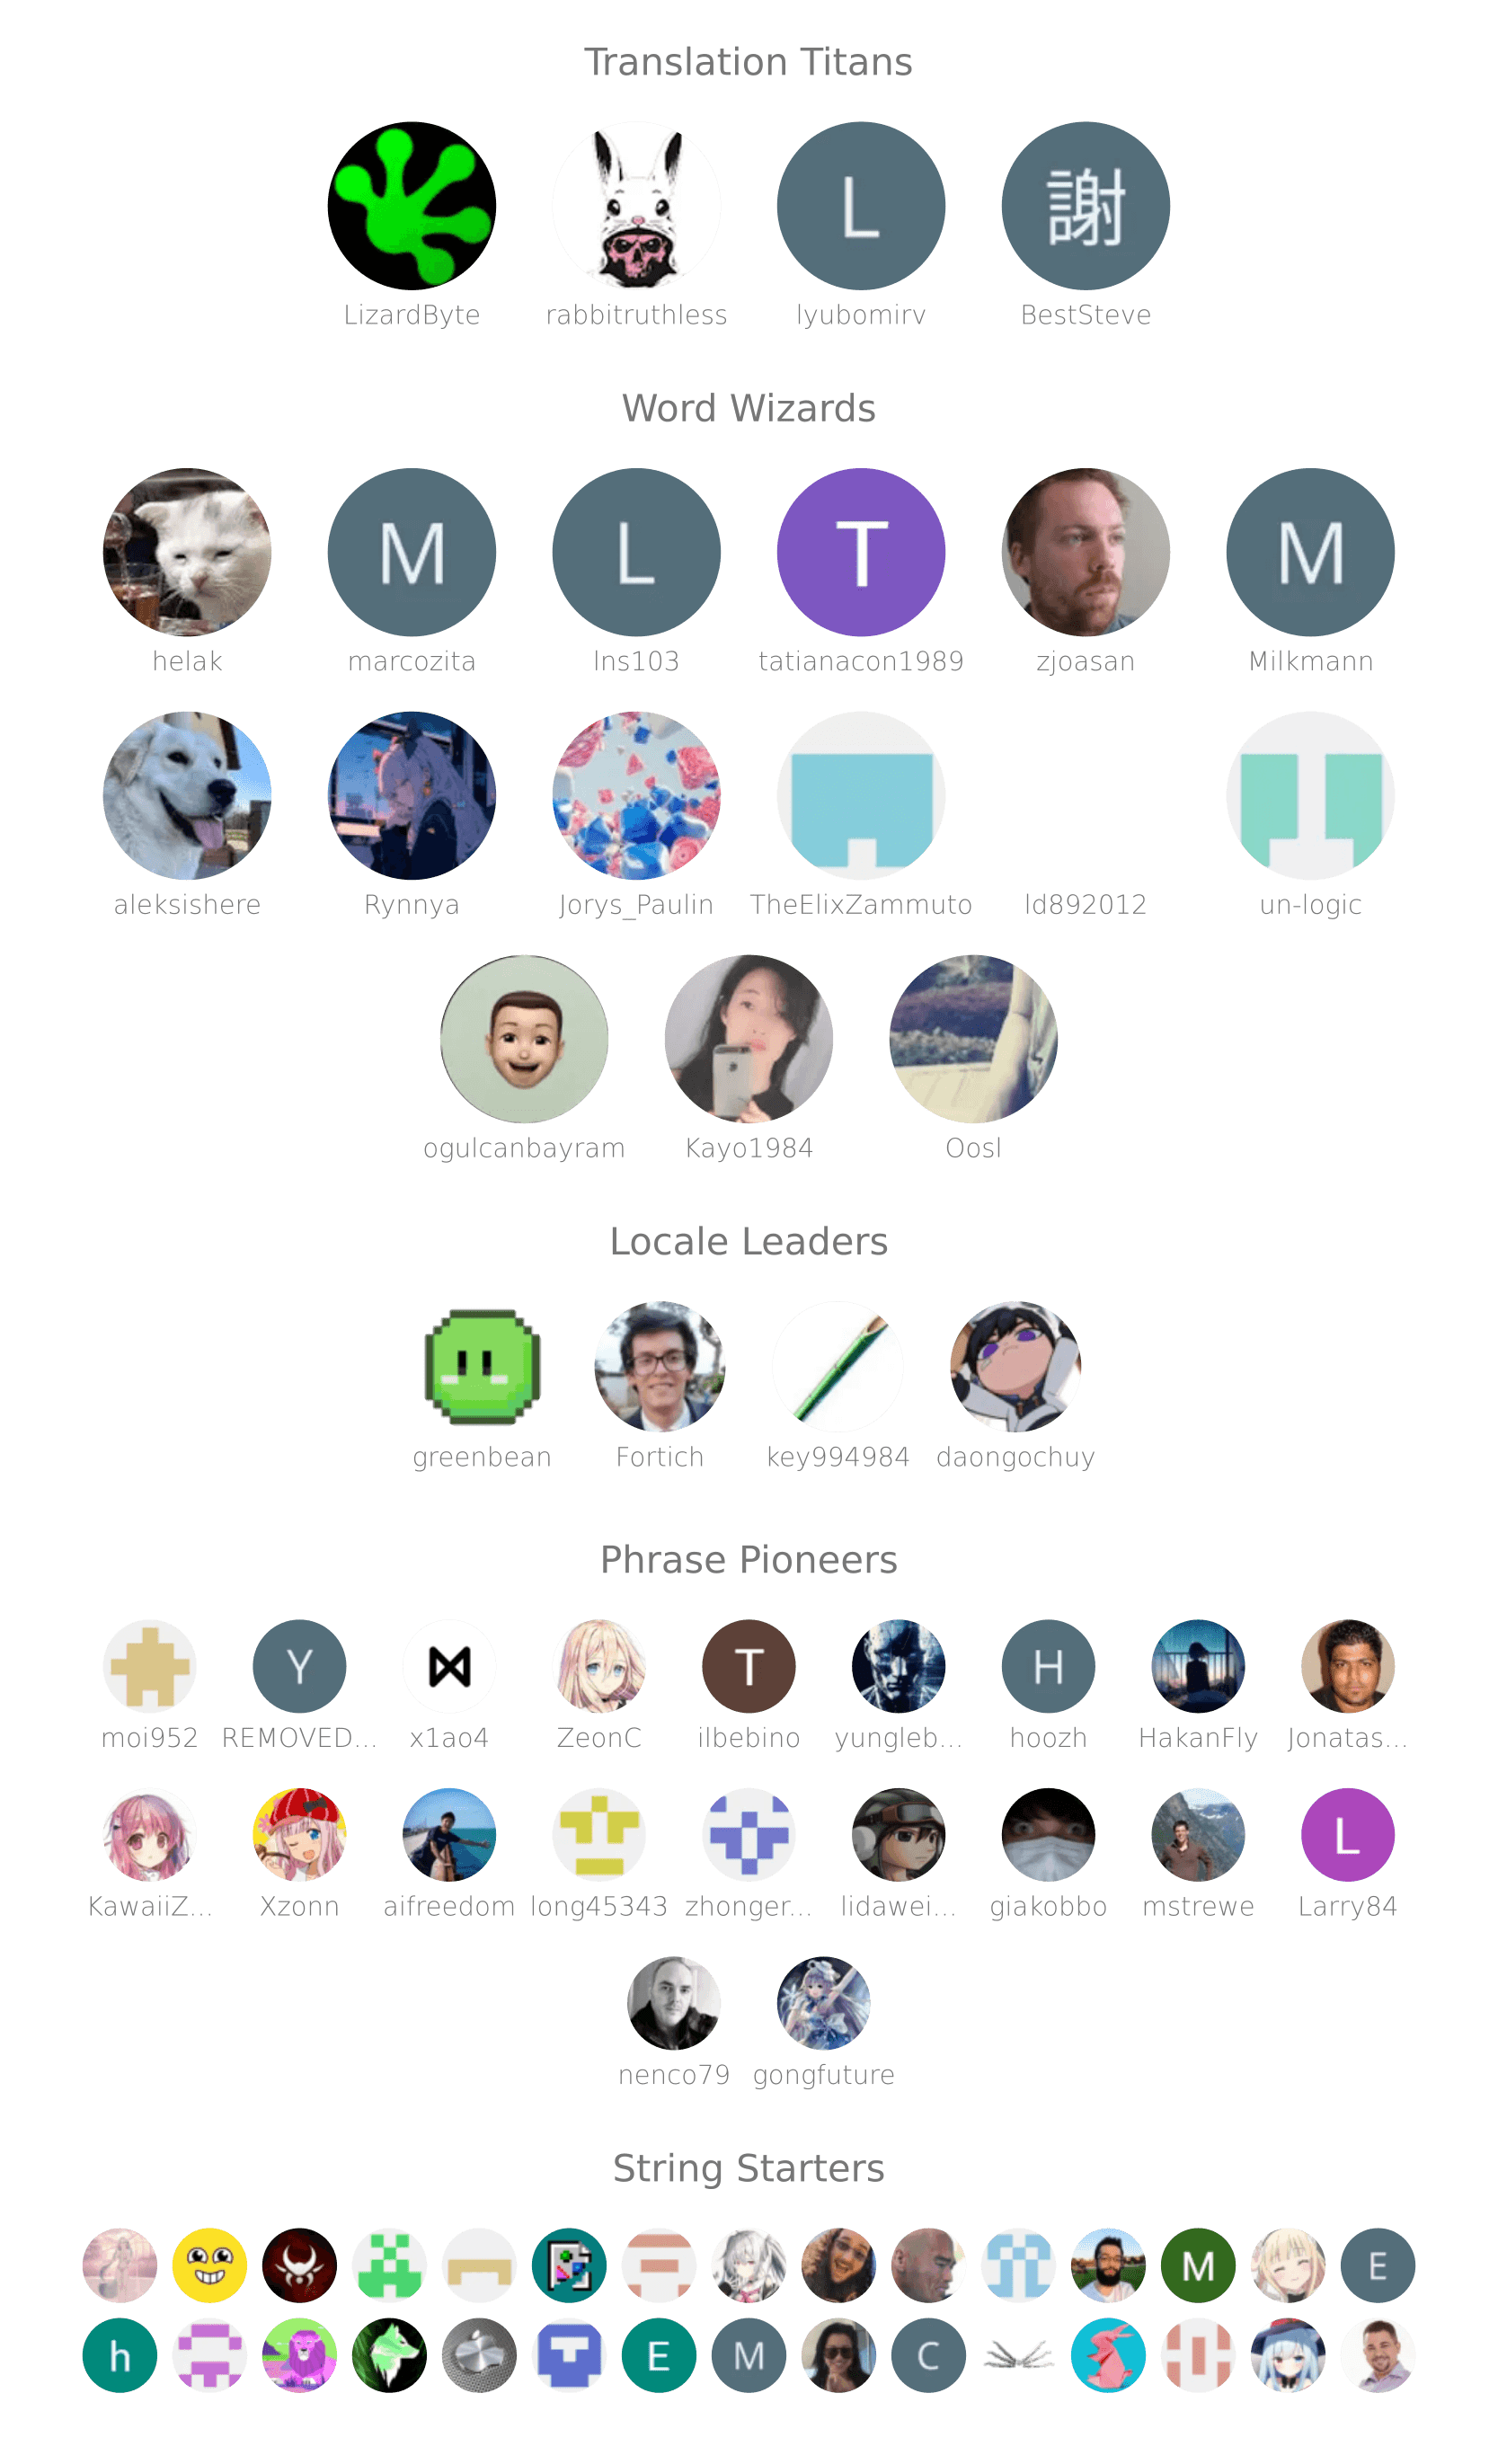 Translation Titans
L 謝
LizardByte rabbitruthless lyubomirv BestSteve
Word Wizards
M L T M
helak marcozita lns103 tatianacon1989 zjoasan Milkmann
aleksishere Rynnya Jorys_Paulin TheElixZammuto ld892012 un-logic
ogulcanbayram Kayo1984 Oosl
Locale Leaders
greenbean Fortich key994984 daongochuy
Phrase Pioneers
Y T H
moi952 REMOVED... x1ao4 ZeonC ilbebino yungleb... hoozh HakanFly Jonatas...
L
KawaiiZ... Xzonn aifreedom long45343 zhonger... lidawei... giakobbo mstrewe Larry84
nenco79 gongfuture
String Starters
M E
h E M C